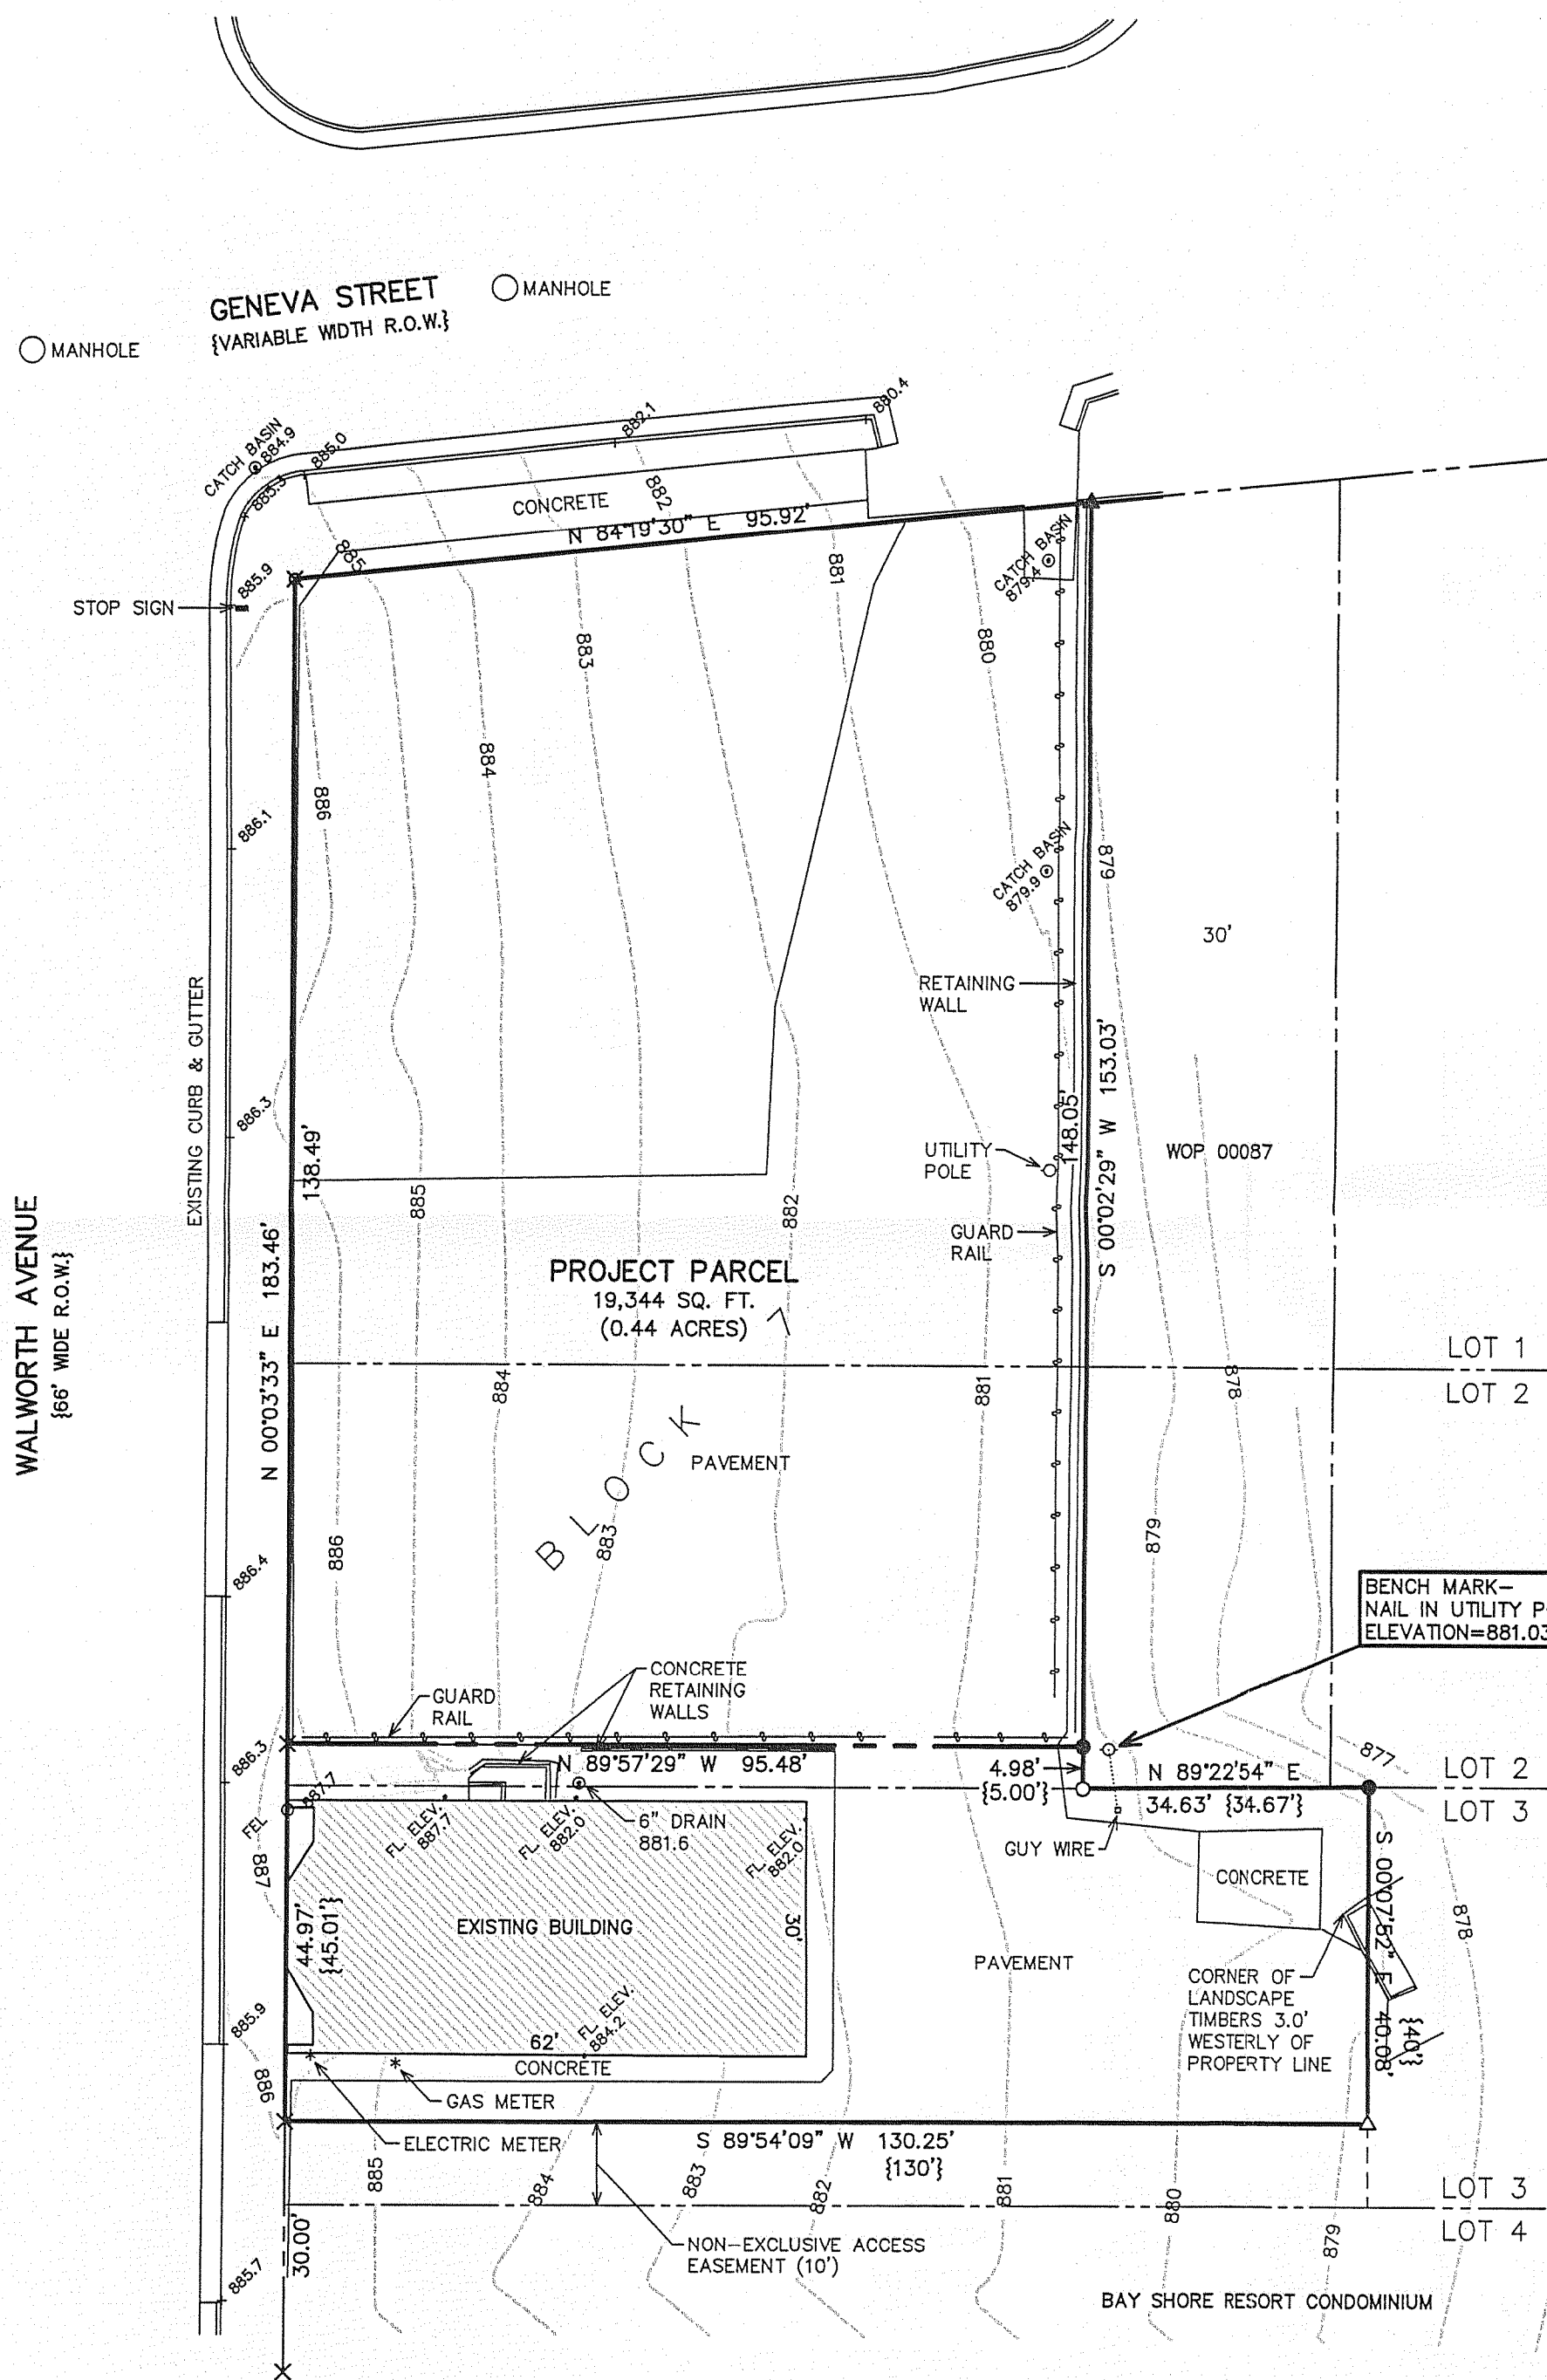 GENEVA STREET
{VARIABLE WIDTH R.O.W.}
MANHOLE
MANHOLE
CATCH BASIN
884.9
885.0
882.1
880.4
885.3
CONCRETE
882
N 84°19'30" E 95.92'
885
885.9
STOP SIGN
881
CATCH BASIN
879.4
883
880
884
886
886.1
CATCH BASIN
879.9
879
30'
RETAINING
WALL
EXISTING CURB & GUTTER
S 00°02'29" W 153.03'
148.05'
886.3
138.49'
UTILITY
POLE
WOP 00087
885
882
GUARD
RAIL
WALWORTH AVENUE
{66' WIDE R.O.W.}
N 00°03'33" E 183.46'
PROJECT PARCEL
19,344 SQ. FT.
(0.44 ACRES)
LOT 1
LOT 2
884
881
878
BLOCK
PAVEMENT
883
886
879
886.4
BENCH MARK-
NAIL IN UTILITY P
ELEVATION=881.03
CONCRETE
RETAINING
WALLS
GUARD
RAIL
886.3
N 89°57'29" W 95.48'
4.98'
{5.00'}
N 89°22'54" E
34.63' {34.67'}
877
LOT 2
LOT 3
887.7
FEL
887
FL. ELEV.
887.7
FL. ELEV.
882.0
6" DRAIN
881.6
FL. ELEV.
882.0
GUY WIRE
CONCRETE
S 00°07'52" E 40.08'
{40'}
878
44.97'
{45.01'}
EXISTING BUILDING
30'
PAVEMENT
CORNER OF
LANDSCAPE
TIMBERS 3.0'
WESTERLY OF
PROPERTY LINE
885.9
FL. ELEV.
884.2
62'
CONCRETE
886
GAS METER
ELECTRIC METER
S 89°54'09" W 130.25'
{130'}
885
884
883
882
881
880
879
LOT 3
LOT 4
30.00'
885.7
NON-EXCLUSIVE ACCESS
EASEMENT (10')
BAY SHORE RESORT CONDOMINIUM